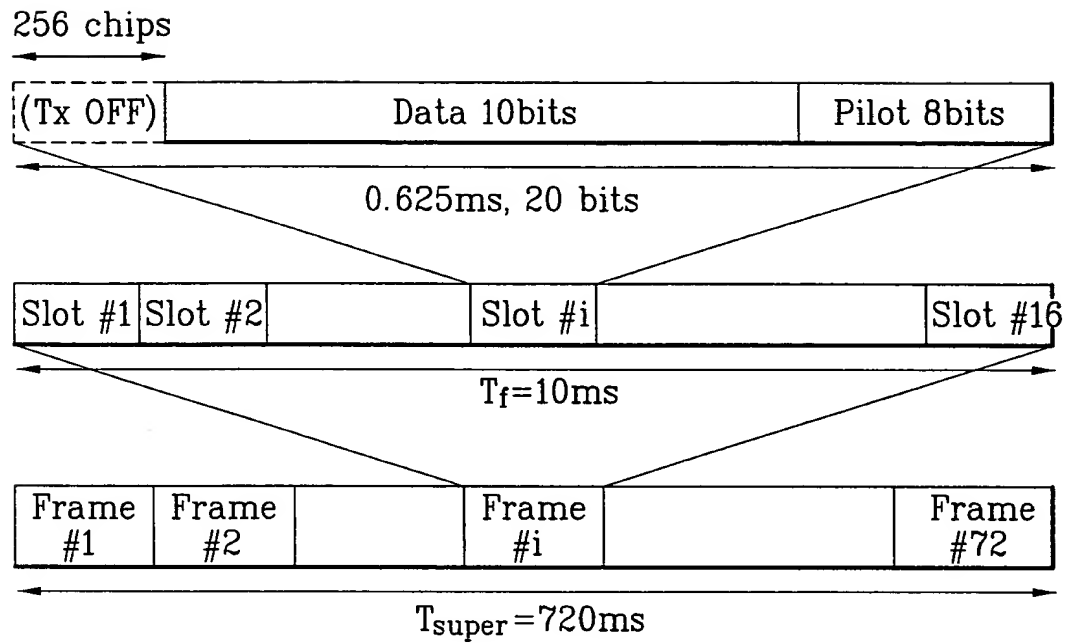 256 chips
(Tx OFF) Data 10bits Pilot 8bits
0.625ms, 20 bits
Slot #1 Slot #2 Slot #i Slot #16
Tf=10ms
Frame #1 Frame #2 Frame #i Frame #72
Tsuper=720ms